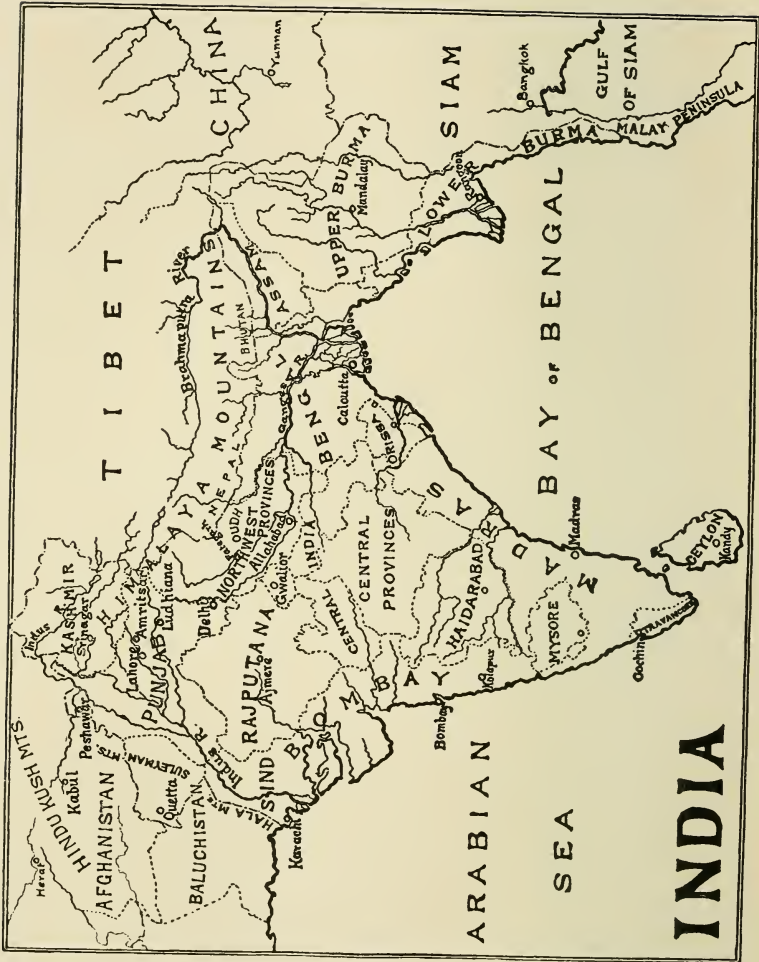 INDIA
TIBET
CHINA
Yunnan
SIAM
Bangkok
GULF
OF SIAM
MALAY PENINSULA
BURMA
UPPER BURMA
Mandalay
LOWER
ASSAM
Brahmaputra River
HIMALAYA MOUNTAINS
BHUTAN
NEPAL
HINDU KUSH MTS.
Herat
Kabul
Peshawar
AFGHANISTAN
SULEYMAN MTS.
Quetta
BALUCHISTAN
HALA MTS
Karachi
SIND
Indus R.
Indus R
KASHMIR
Srinagar
Lahore
Amritsar
PUNJAB
Ludhiana
Delhi
RAJPUTANA
Ajmere
Gwalior
OUDH
NORTHWEST
PROVINCES
Allahabad
Ganges
BENGAL
Calcutta
ORISSA
CENTRAL INDIA
CENTRAL
PROVINCES
BOMBAY
Bombay
Kolapur
HAIDARABAD
MADRAS
Madras
MYSORE
Cochin
TRAVANCORE
CEYLON
Kandy
ARABIAN
SEA
BAY OF BENGAL